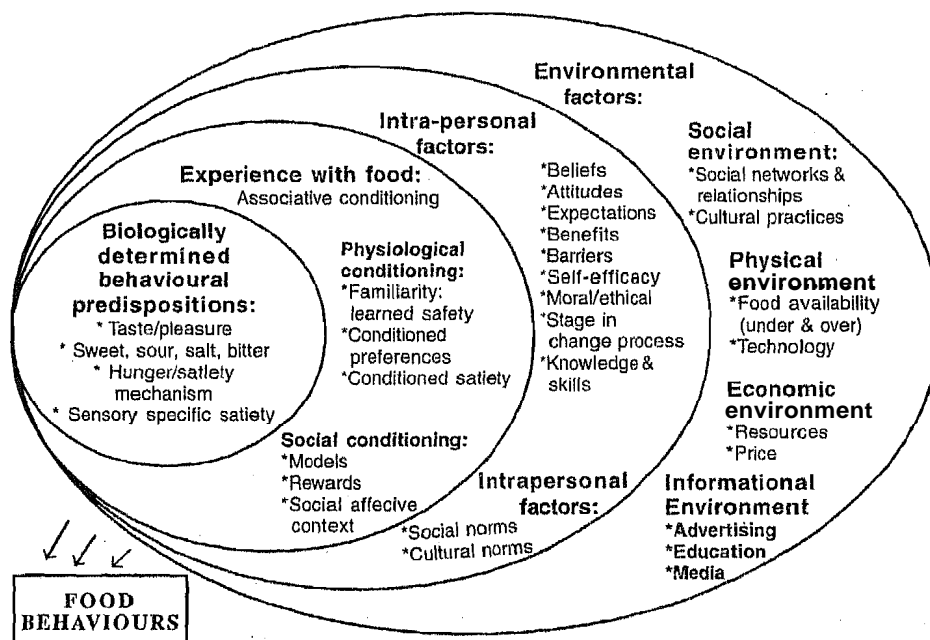 Biologically
determined
behavioural
predispositions:
* Taste/pleasure
* Sweet, sour, salt, bitter
* Hunger/satiety
mechanism
* Sensory specific satiety
Experience with food:
Associative conditioning
Physiological
conditioning:
*Familiarity:
learned safety
*Conditioned
preferences
*Conditioned satiety
Social conditioning:
*Models
*Rewards
*Social affecive
context
Intra-personal
factors:
*Beliefs
*Attitudes
*Expectations
*Benefits
*Barriers
*Self-efficacy
*Moral/ethical
*Stage in
change process
*Knowledge &
skills
Intrapersonal
factors:
*Social norms
*Cultural norms
Environmental
factors:
Social
environment:
*Social networks &
relationships
*Cultural practices
Physical
environment
*Food availability
(under & over)
*Technology
Economic
environment
*Resources
*Price
Informational
Environment
*Advertising
*Education
*Media
FOOD
BEHAVIOURS